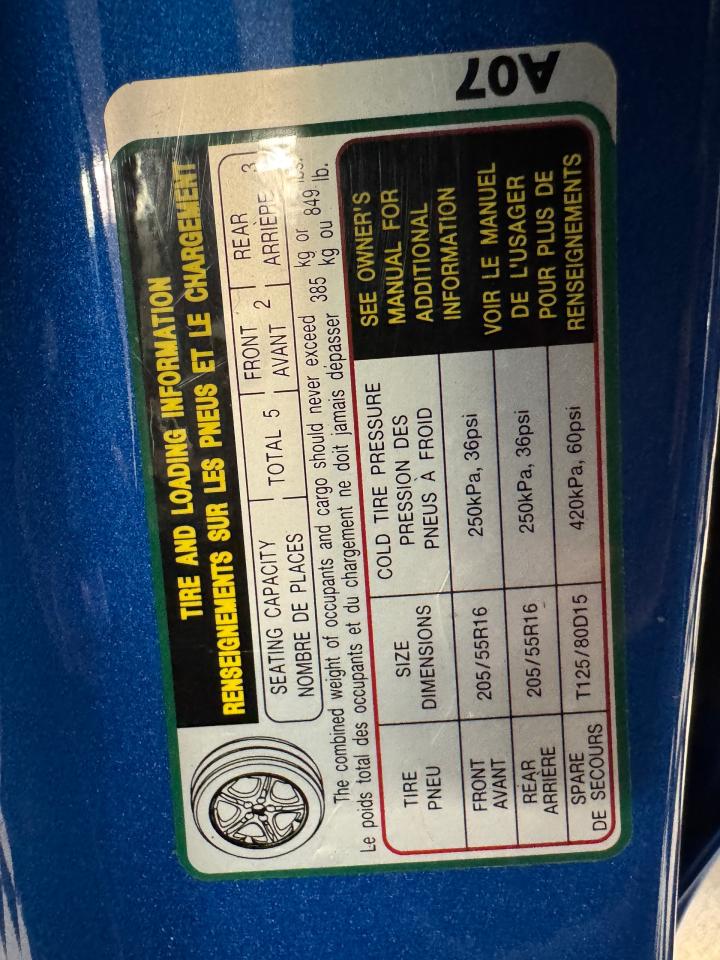 A07
TIRE AND LOADING INFORMATION
RENSEIGNEMENTS SUR LES PNEUS ET LE CHARGEMENT
SEATING CAPACITY TOTAL 5 FRONT 2 REAR 3
NOMBRE DE PLACES AVANT ARRIÈRE
The combined weight of occupants and cargo should never exceed 385 kg or 849 lbs.
Le poids total des occupants et du chargement ne doit jamais dépasser 385 kg ou 849 lb.
TIRE SIZE COLD TIRE PRESSURE
PNEU DIMENSIONS PRESSION DES
PNEUS À FROID
FRONT 205/55R16 250kPa, 36psi
AVANT
REAR 205/55R16 250kPa, 36psi
ARRIÈRE
SPARE T125/80D15 420kPa, 60psi
DE SECOURS
SEE OWNER'S
MANUAL FOR
ADDITIONAL
INFORMATION
VOIR LE MANUEL
DE L'USAGER
POUR PLUS DE
RENSEIGNEMENTS